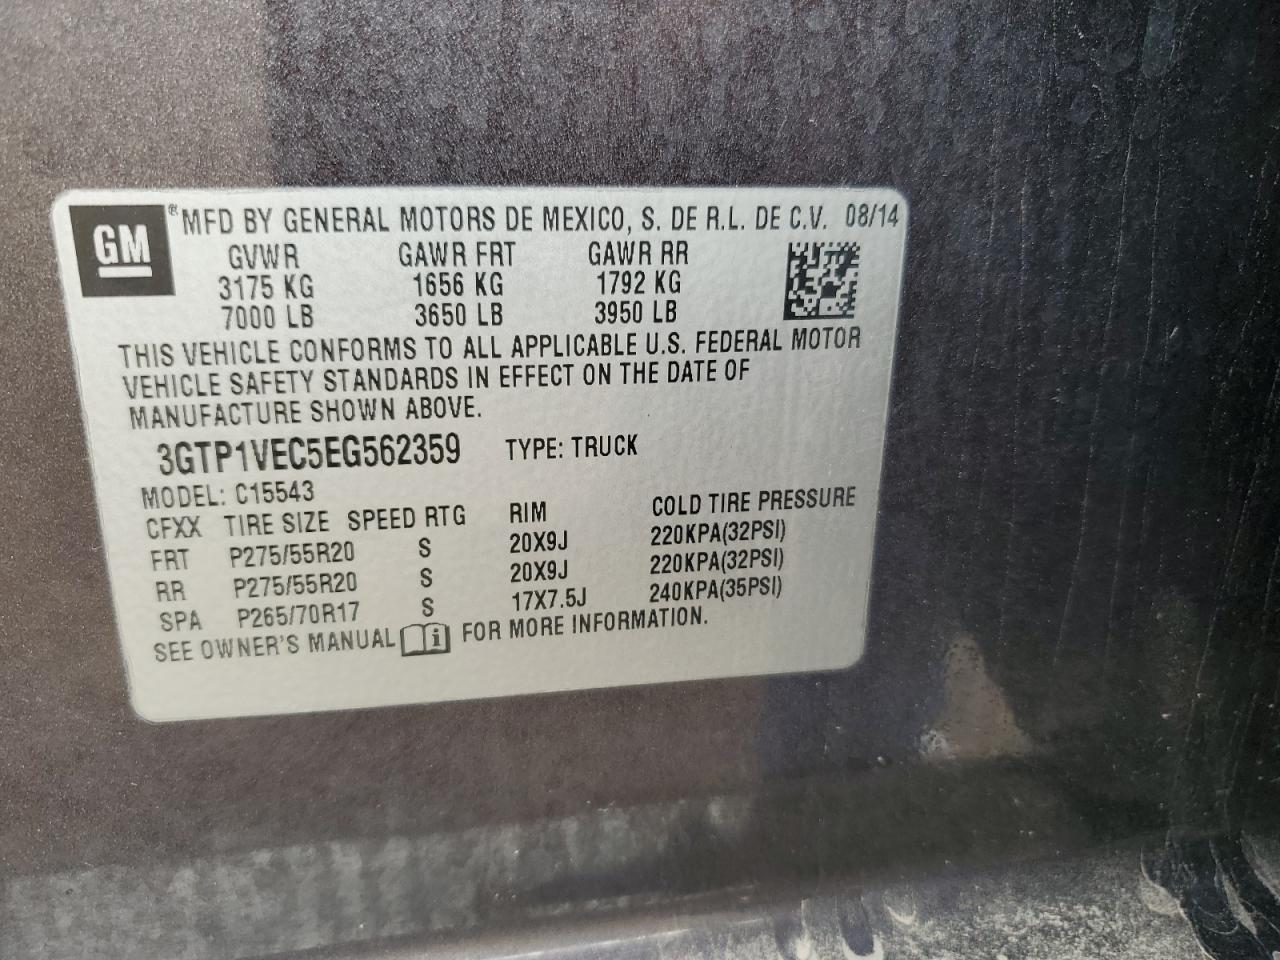 GM ® MFD BY GENERAL MOTORS DE MEXICO, S. DE R.L. DE C.V. 08/14
GVWR GAWR FRT GAWR RR
3175 KG 1656 KG 1792 KG
7000 LB 3650 LB 3950 LB
THIS VEHICLE CONFORMS TO ALL APPLICABLE U.S. FEDERAL MOTOR
VEHICLE SAFETY STANDARDS IN EFFECT ON THE DATE OF
MANUFACTURE SHOWN ABOVE.
3GTP1VEC5EG562359 TYPE: TRUCK
MODEL: C15543
CFXX TIRE SIZE SPEED RTG RIM COLD TIRE PRESSURE
FRT P275/55R20 S 20X9J 220KPA(32PSI)
RR P275/55R20 S 20X9J 220KPA(32PSI)
SPA P265/70R17 S 17X7.5J 240KPA(35PSI)
SEE OWNER'S MANUAL i FOR MORE INFORMATION.